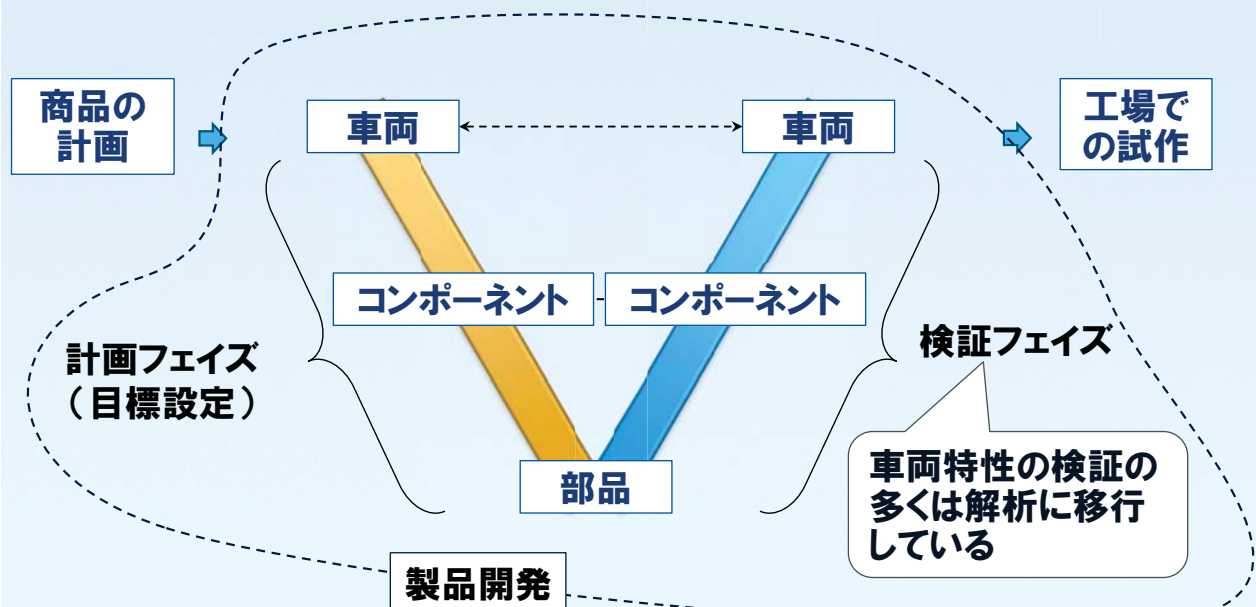 商品の
計画
車両
車両
工場で
の試作
コンポーネント
コンポーネント
計画フェイズ
（目標設定）
検証フェイズ
部品
車両特性の検証の
多くは解析に移行
している
製品開発